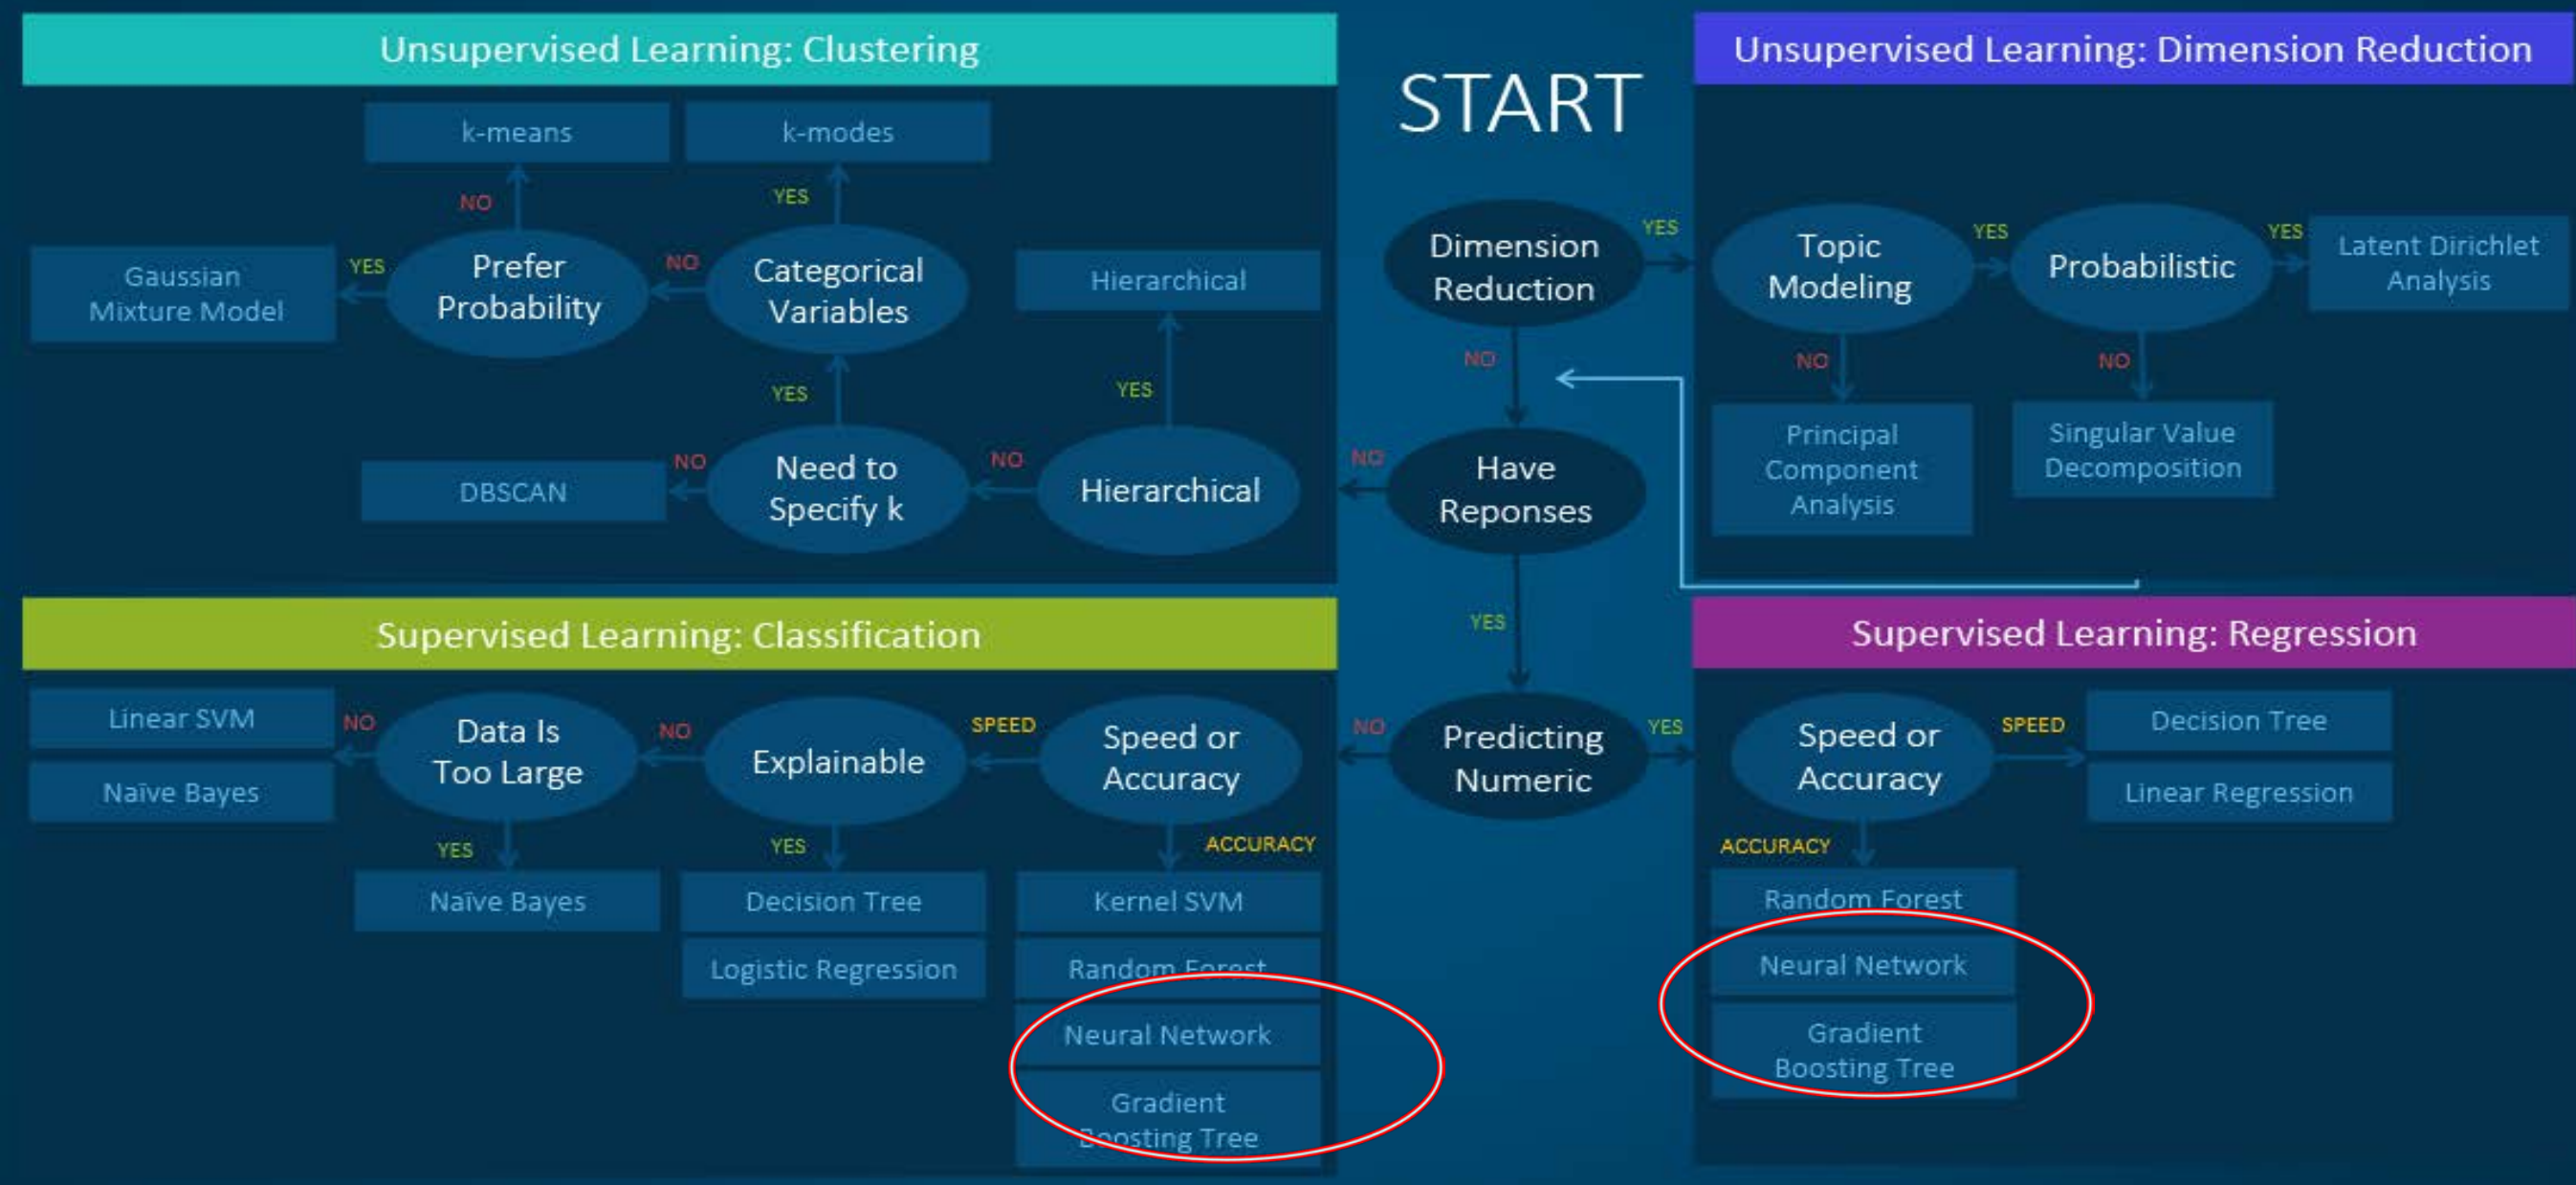 Unsupervised Learning: Clustering
k-means
k-modes
NO
YES
Gaussian
Mixture Model
YES
Prefer
Probability
NO
Categorical
Variables
Hierarchical
YES
YES
DBSCAN
NO
Need to
Specify k
NO
Hierarchical
START
Dimension
Reduction
YES
NO
NO
Have
Reponses
YES
NO
Predicting
Numeric
YES
Unsupervised Learning: Dimension Reduction
Topic
Modeling
YES
Probabilistic
YES
Latent Dirichlet
Analysis
NO
NO
Principal
Component
Analysis
Singular Value
Decomposition
Supervised Learning: Classification
Linear SVM
Naïve Bayes
NO
Data Is
Too Large
NO
Explainable
SPEED
Speed or
Accuracy
YES
YES
ACCURACY
Naïve Bayes
Decision Tree
Logistic Regression
Kernel SVM
Random Forest
Neural Network
Gradient
Boosting Tree
Supervised Learning: Regression
Speed or
Accuracy
SPEED
Decision Tree
Linear Regression
ACCURACY
Random Forest
Neural Network
Gradient
Boosting Tree